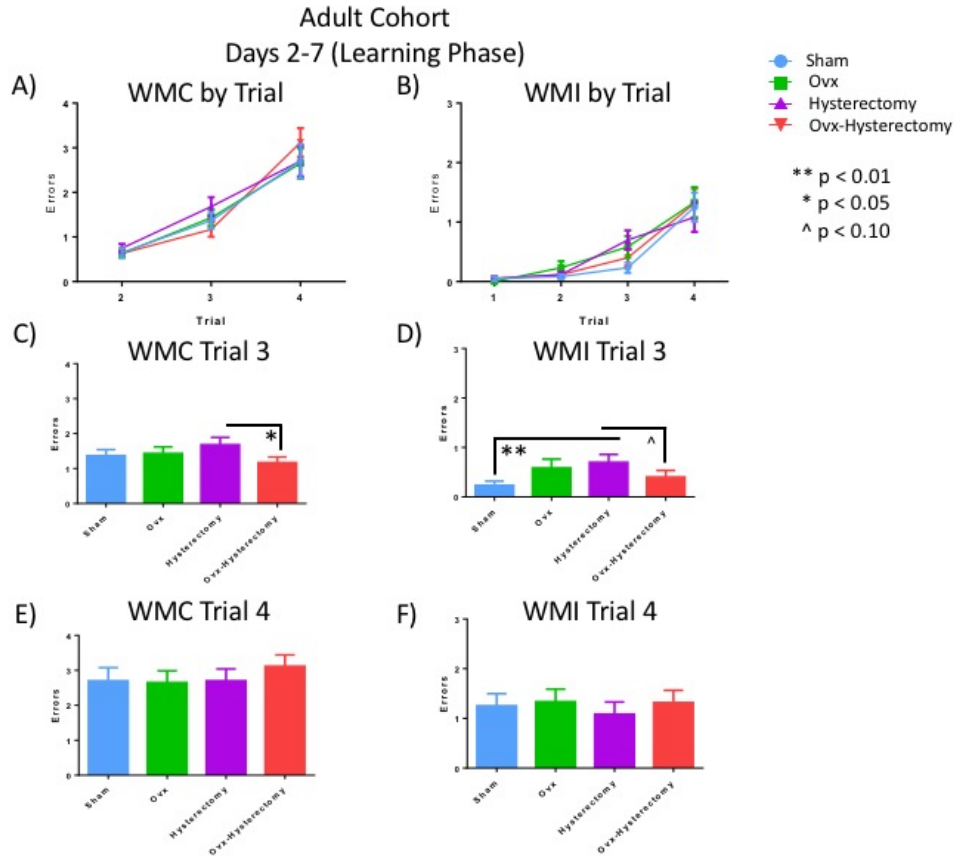 Adult Cohort
Days 2-7 (Learning Phase)
Sham
Ovx
Hysterectomy
Ovx-Hysterectomy
** p < 0.01
* p < 0.05
^ p < 0.10
A)
WMC by Trial
Errors
4
3
2
1
0
2 3 4
Trial
B)
WMI by Trial
Errors
3
2
1
0
1 2 3 4
Trial
C)
WMC Trial 3
Errors
4
3
2
1
0
*
Sham
Ovx
Hysterectomy
Ovx-Hysterectomy
D)
WMI Trial 3
Errors
3
2
1
0
**
^
Sham
Ovx
Hysterectomy
Ovx-Hysterectomy
E)
WMC Trial 4
Errors
4
3
2
1
0
Sham
Ovx
Hysterectomy
Ovx-Hysterectomy
F)
WMI Trial 4
Errors
3
2
1
0
Sham
Ovx
Hysterectomy
Ovx-Hysterectomy